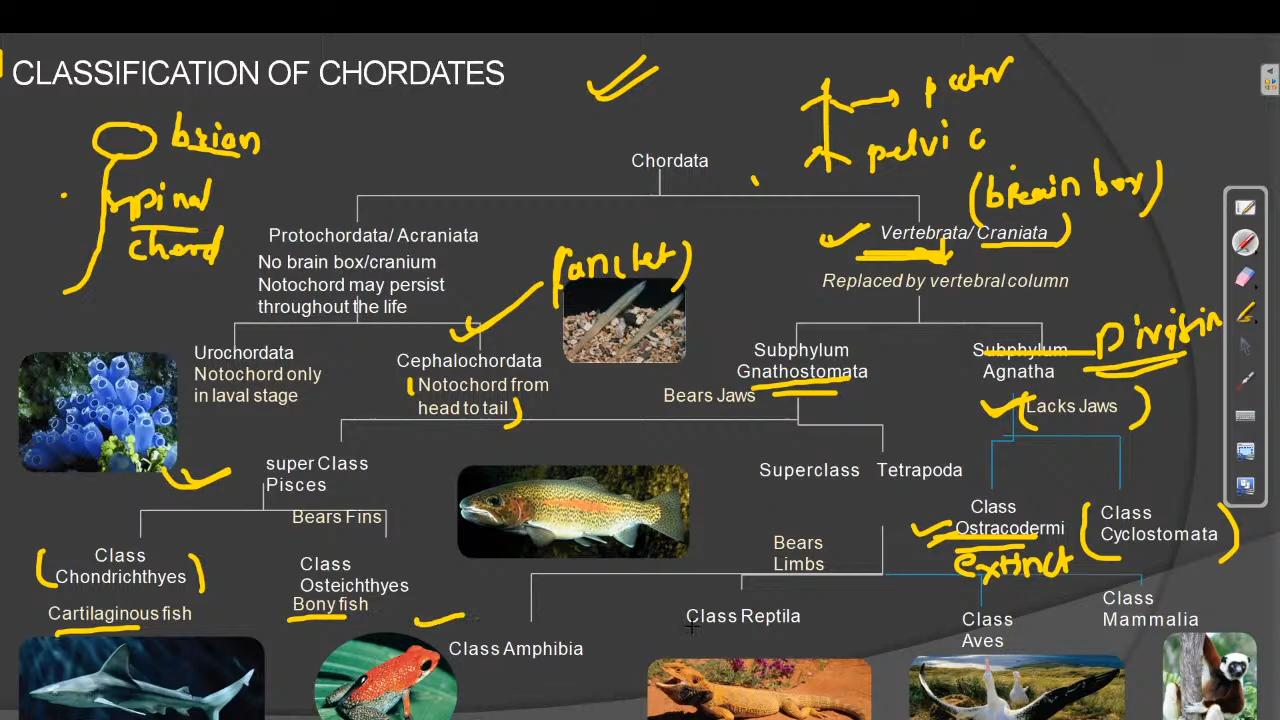 CLASSIFICATION OF CHORDATES
brian
spinal
chord
pelvic
(brain box)
Chordata
Protochordata/ Acraniata
No brain box/cranium
Notochord may persist
throughout the life
Vertebrata/ Craniata
Replaced by vertebral column
Urochordata
Notochord only
in laval stage
Cephalochordata
Notochord from
head to tail
Subphylum
Gnathostomata
Bears Jaws
Subphylum
Agnatha
Lacks Jaws
super Class
Pisces
Bears Fins
Superclass Tetrapoda
Bears
Limbs
Class
Ostracodermi
extinct
Class
Cyclostomata
Class
Chondrichthyes
Cartilaginous fish
Class
Osteichthyes
Bony fish
Class Amphibia
Class Reptila
Class
Aves
Class
Mammalia